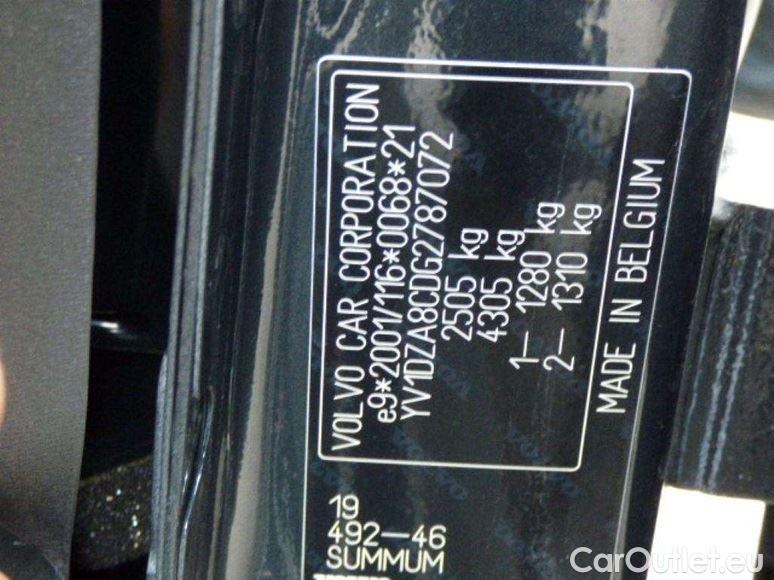 VOLVO CAR CORPORATION
e9*2001/116*0068*21
YV1DZA8CDG2787072
2505 kg
4305 kg
1— 1280 kg
2— 1310 kg
MADE IN BELGIUM
19
492—46
SUMMUM
CarOutlet.eu